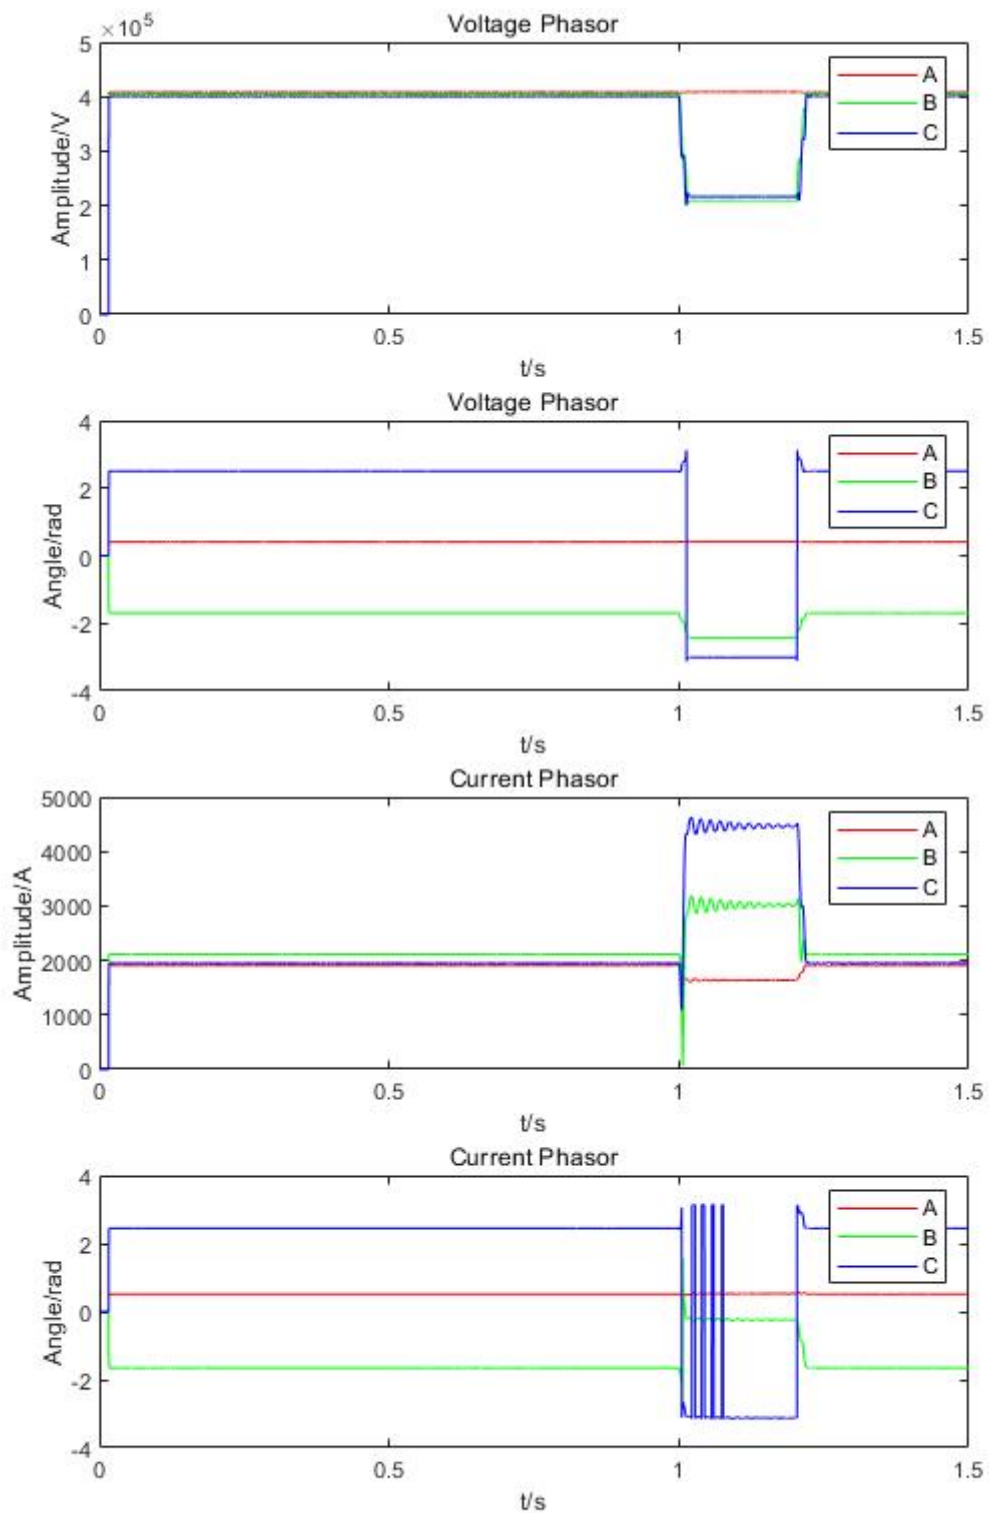 ×10⁵
Voltage Phasor
5
4
3
2
1
0
Amplitude/V
A
B
C
0
0.5
1
1.5
t/s
Voltage Phasor
4
2
0
-2
-4
Angle/rad
A
B
C
0
0.5
1
1.5
t/s
Current Phasor
5000
4000
3000
2000
1000
0
Amplitude/A
A
B
C
0
0.5
1
1.5
t/s
Current Phasor
4
2
0
-2
-4
Angle/rad
A
B
C
0
0.5
1
1.5
t/s